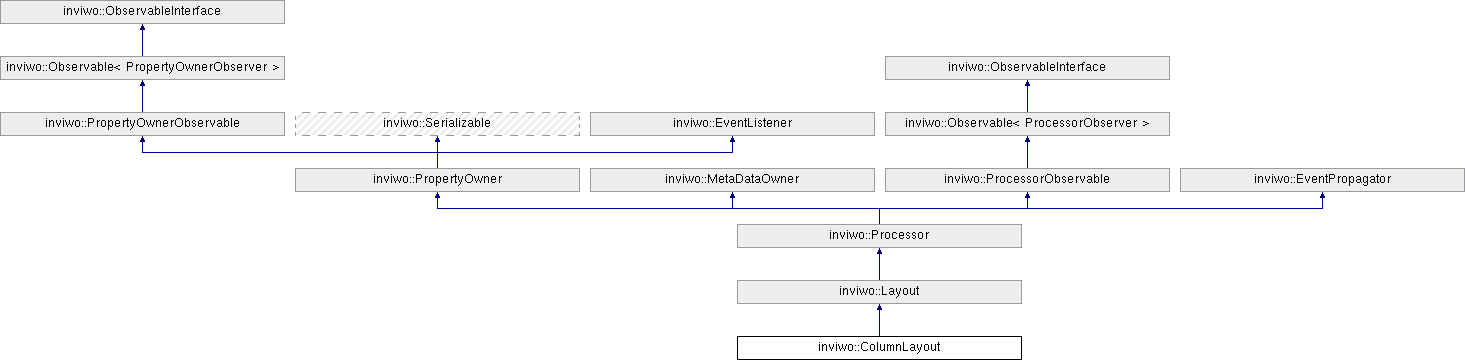 inviwo::ObservableInterface
inviwo::Observable< PropertyOwnerObserver >
inviwo::ObservableInterface
inviwo::PropertyOwnerObservable
inviwo::Serializable
inviwo::EventListener
inviwo::Observable< ProcessorObserver >
inviwo::PropertyOwner
inviwo::MetaDataOwner
inviwo::ProcessorObservable
inviwo::EventPropagator
inviwo::Processor
inviwo::Layout
inviwo::ColumnLayout